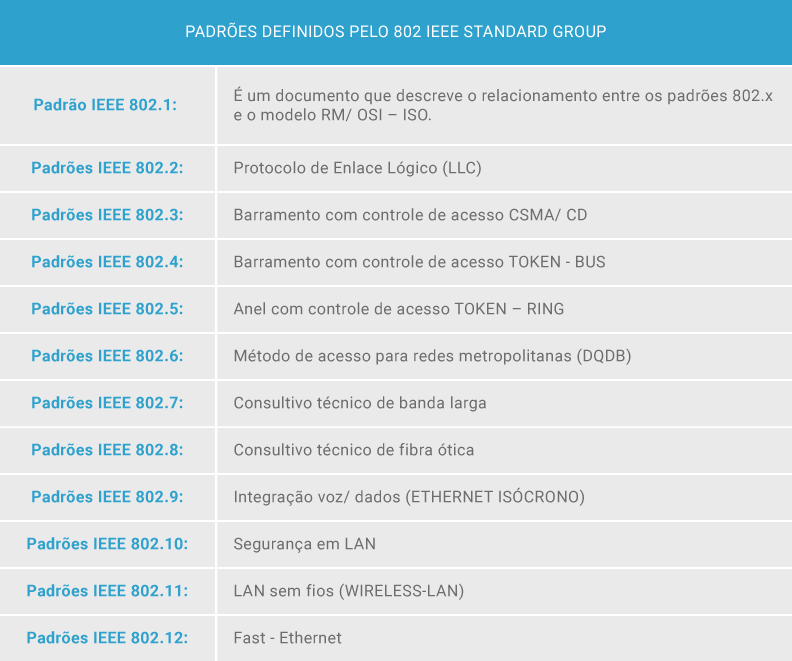 PADRÕES DEFINIDOS PELO 802 IEEE STANDARD GROUP
Padrão IEEE 802.1:
É um documento que descreve o relacionamento entre os padrões 802.x
e o modelo RM/ OSI – ISO.
Padrões IEEE 802.2:
Protocolo de Enlace Lógico (LLC)
Padrões IEEE 802.3:
Barramento com controle de acesso CSMA/ CD
Padrões IEEE 802.4:
Barramento com controle de acesso TOKEN - BUS
Padrões IEEE 802.5:
Anel com controle de acesso TOKEN – RING
Padrões IEEE 802.6:
Método de acesso para redes metropolitanas (DQDB)
Padrões IEEE 802.7:
Consultivo técnico de banda larga
Padrões IEEE 802.8:
Consultivo técnico de fibra ótica
Padrões IEEE 802.9:
Integração voz/ dados (ETHERNET ISÓCRONO)
Padrões IEEE 802.10:
Segurança em LAN
Padrões IEEE 802.11:
LAN sem fios (WIRELESS-LAN)
Padrões IEEE 802.12:
Fast - Ethernet